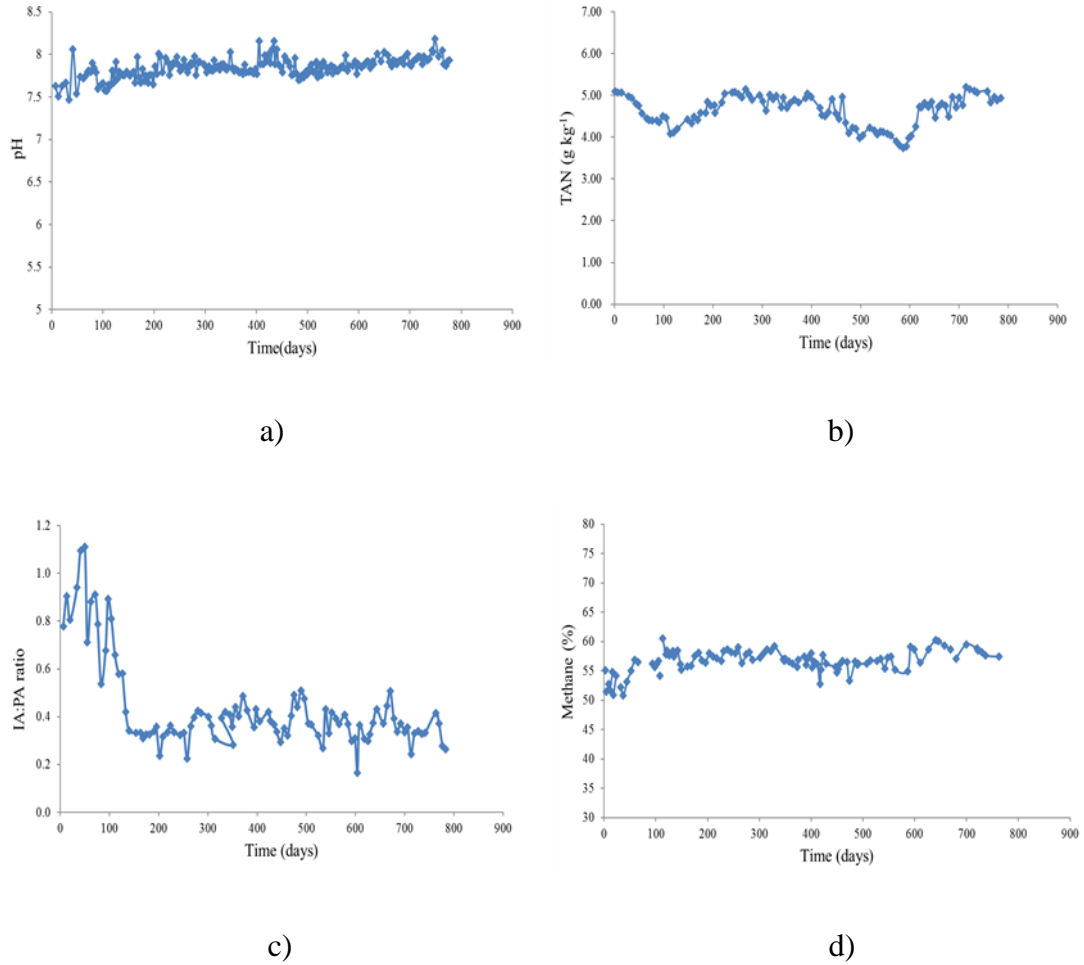 8.5
8
7.5
7
6.5
6
5.5
5
pH
0 100 200 300 400 500 600 700 800 900
Time(days)
a)
7.00
6.00
5.00
4.00
3.00
2.00
1.00
0.00
TAN (g kg⁻¹)
0 100 200 300 400 500 600 700 800 900
Time (days)
b)
1.2
1.0
0.8
0.6
0.4
0.2
0.0
IA:PA ratio
0 100 200 300 400 500 600 700 800 900
Time (days)
c)
80
75
70
65
60
55
50
45
40
35
30
Methane (%)
0 100 200 300 400 500 600 700 800 900
Time (days)
d)